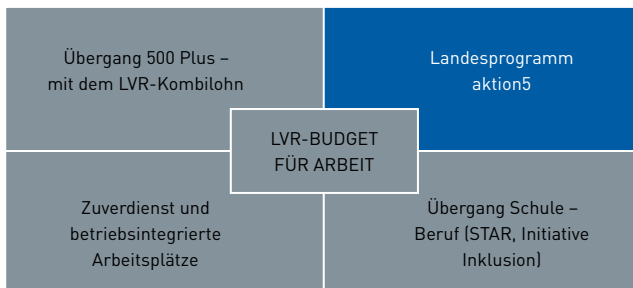 Übergang 500 Plus –
mit dem LVR-Kombilohn
Landesprogramm
aktion5
LVR-BUDGET
FÜR ARBEIT
Zuverdienst und
betriebsintegrierte
Arbeitsplätze
Übergang Schule –
Beruf (STAR, Initiative
Inklusion)